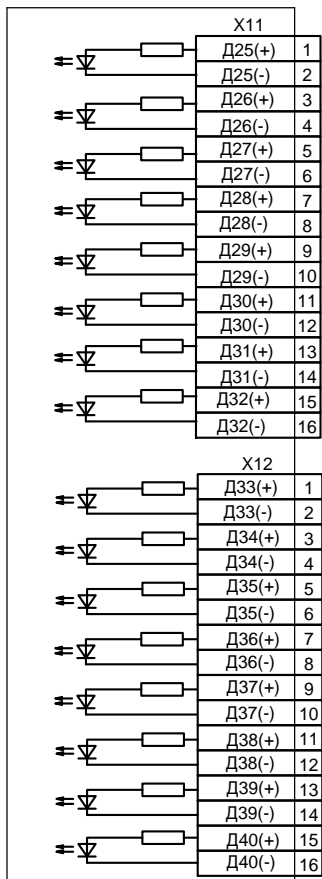 X11
Д25(+) 1
Д25(-) 2
Д26(+) 3
Д26(-) 4
Д27(+) 5
Д27(-) 6
Д28(+) 7
Д28(-) 8
Д29(+) 9
Д29(-) 10
Д30(+) 11
Д30(-) 12
Д31(+) 13
Д31(-) 14
Д32(+) 15
Д32(-) 16
X12
Д33(+) 1
Д33(-) 2
Д34(+) 3
Д34(-) 4
Д35(+) 5
Д35(-) 6
Д36(+) 7
Д36(-) 8
Д37(+) 9
Д37(-) 10
Д38(+) 11
Д38(-) 12
Д39(+) 13
Д39(-) 14
Д40(+) 15
Д40(-) 16